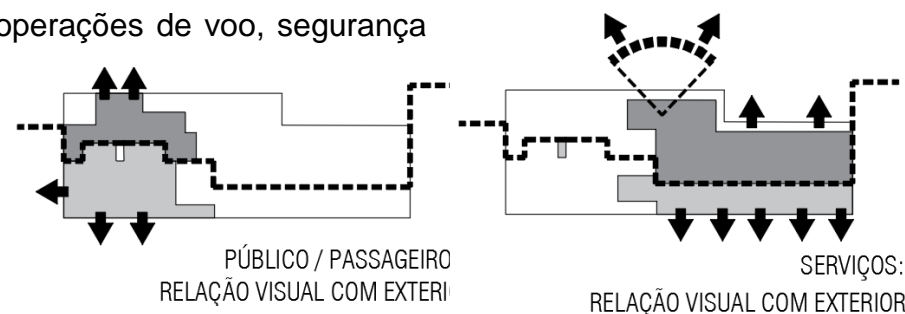 operações de voo, segurança
PÚBLICO / PASSAGEIRO
RELAÇÃO VISUAL COM EXTERI
SERVIÇOS:
RELAÇÃO VISUAL COM EXTERIOR